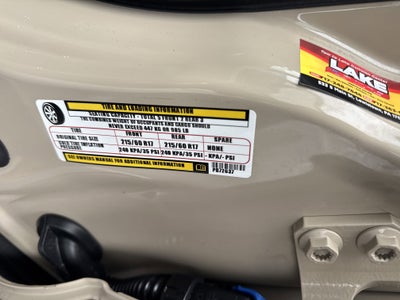 TIRE AND LOADING INFORMATION
SEATING CAPACITY - TOTAL 5 FRONT 2 REAR 3
THE COMBINED WEIGHT OF OCCUPANTS AND CARGO SHOULD
NEVER EXCEED 447 KG OR 985 LB
TIRE FRONT REAR SPARE
ORIGINAL TIRE SIZE 215/60 R17 215/60 R17 NONE
COLD TIRE INFLATION PRESSURE 240 KPA/35 PSI 240 KPA/35 PSI - KPA/- PSI
SEE OWNERS MANUAL FOR ADDITIONAL INFORMATION
LAKE